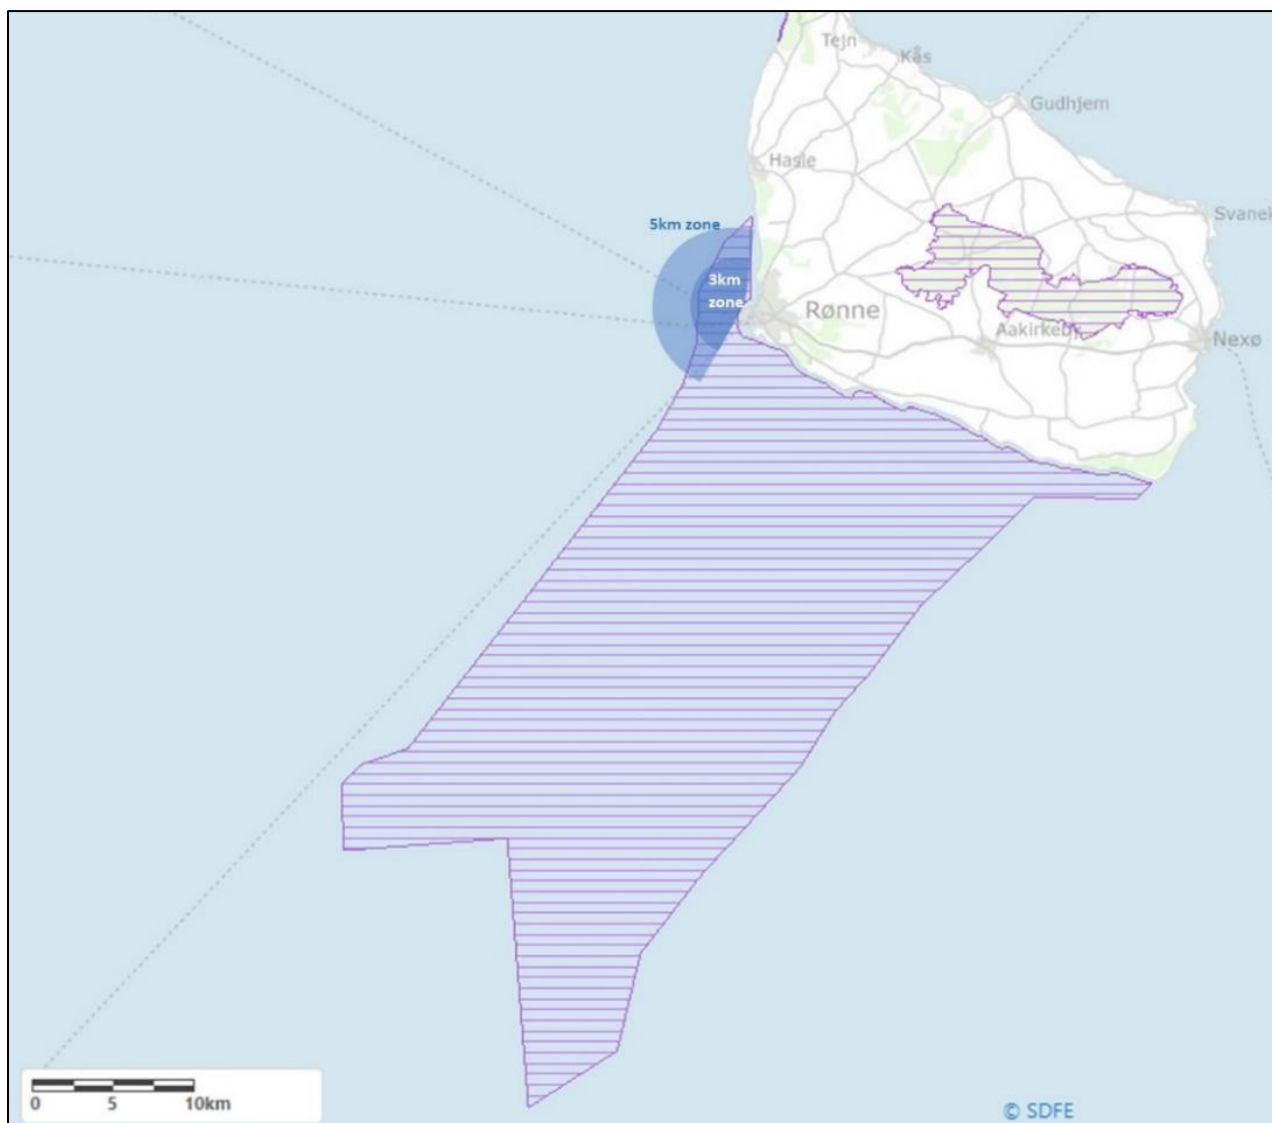 Tejn
Kås
Gudhjem
Hasle
Svanek
5km zone
3km
zone
Rønne
Aakirkeby
Nexø
0 5 10km
© SDFE